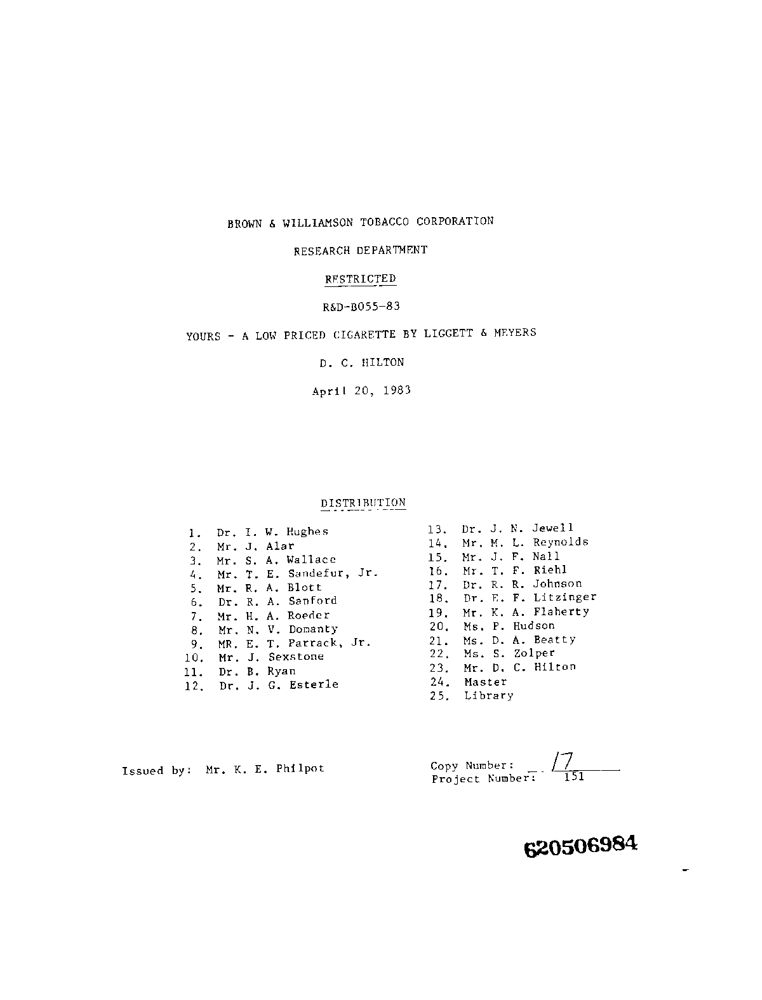 BROWN & WILLIAMSON TOBACCO CORPORATION
RESEARCH DEPARTMENT
RESTRICTED
R&D-B055-83
YOURS - A LOW PRICED CIGARETTE BY LIGGETT & MEYERS
D. C. HILTON
April 20, 1983
DISTRIBUTION
1. Dr. I. W. Hughes
2. Mr. J. Alar
3. Mr. S. A. Wallace
4. Mr. T. E. Sandefur, Jr.
5. Mr. R. A. Blott
6. Dr. R. A. Sanford
7. Mr. H. A. Roeder
8. Mr. N. V. Domanty
9. MR. E. T. Parrack, Jr.
10. Mr. J. Sexstone
11. Dr. B. Ryan
12. Dr. J. G. Esterle
13. Dr. J. N. Jewell
14. Mr. M. L. Reynolds
15. Mr. J. F. Nall
16. Mr. T. F. Riehl
17. Dr. R. R. Johnson
18. Dr. E. F. Litzinger
19. Mr. K. A. Flaherty
20. Ms. P. Hudson
21. Ms. D. A. Beatty
22. Ms. S. Zolper
23. Mr. D. C. Hilton
24. Master
25. Library
Issued by: Mr. K. E. Philpot
Copy Number: 17
Project Number: 151
620506984